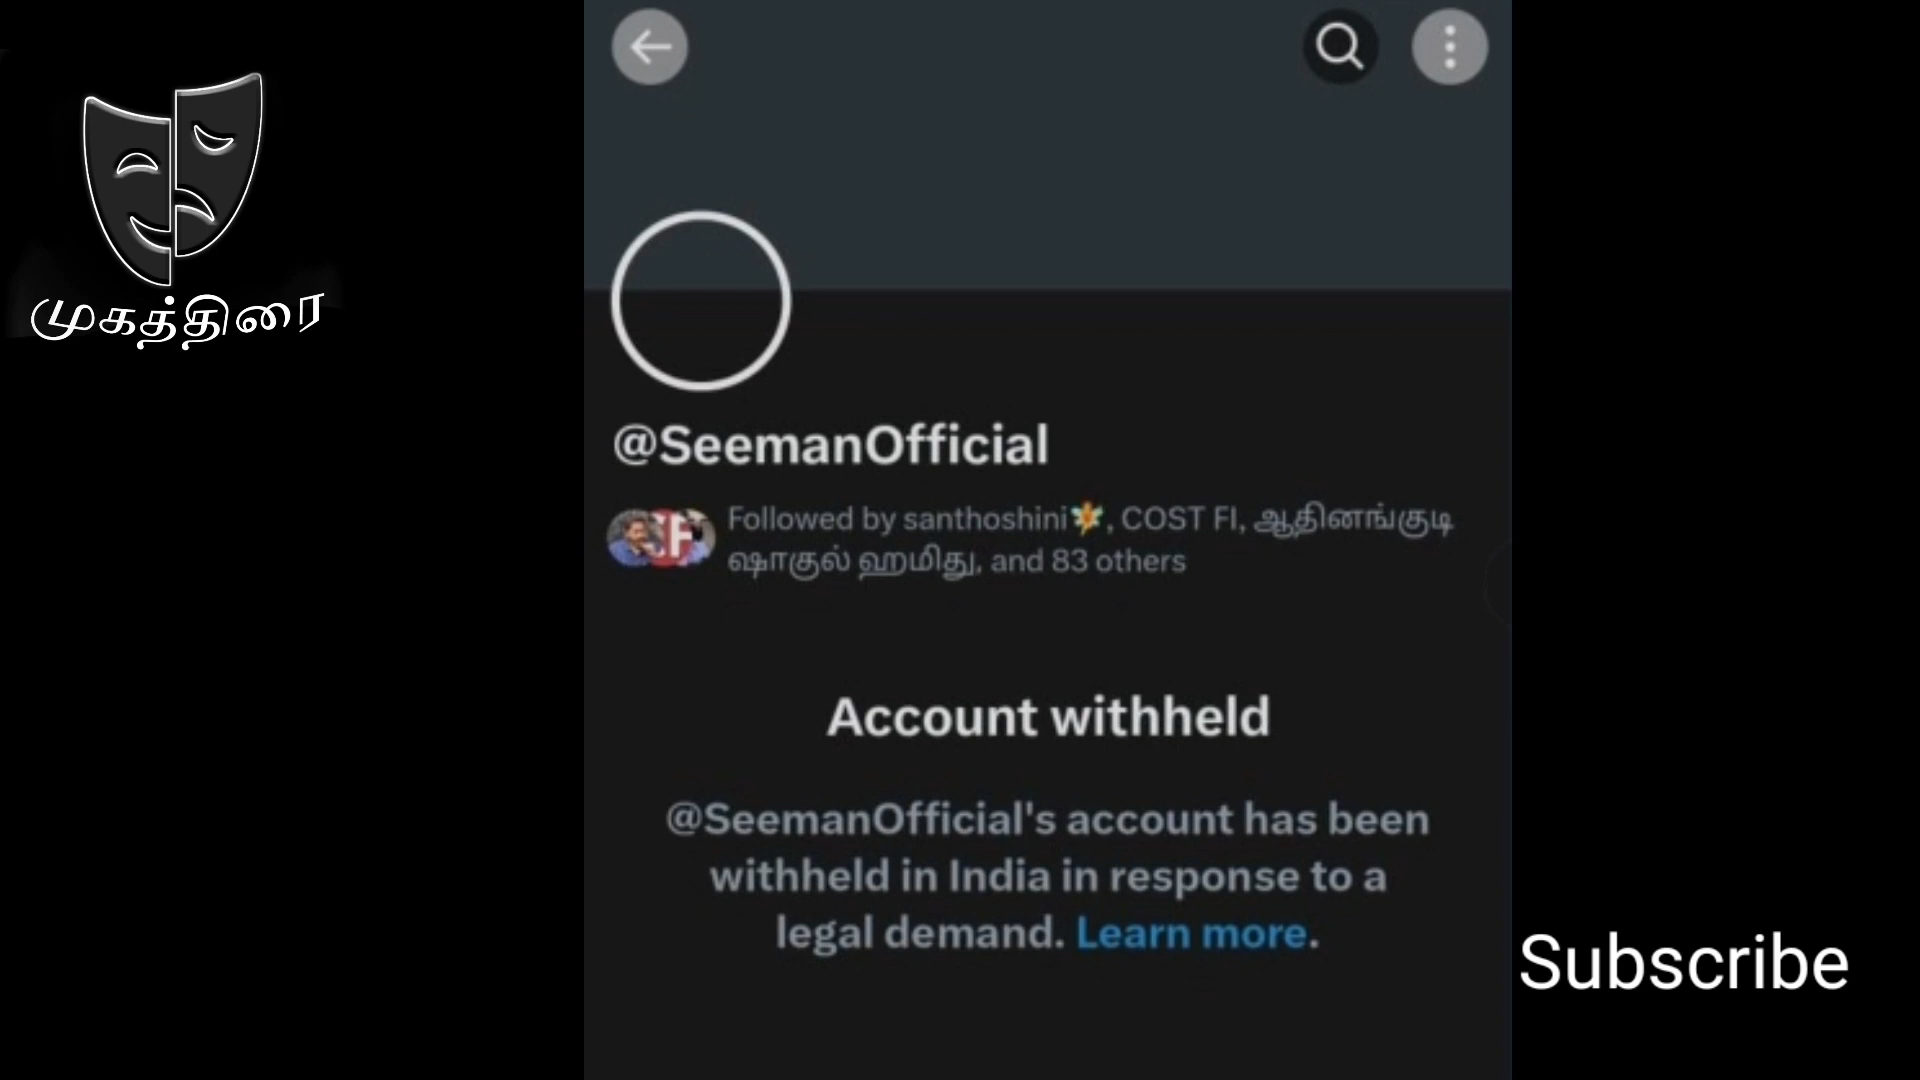 முகத்திரை
@SeemanOfficial
Followed by santhoshini🧚, COST FI, ஆதினங்குடி
ஷாகுல் ஹமிது, and 83 others
Account withheld
@SeemanOfficial's account has been
withheld in India in response to a
legal demand. Learn more.
Subscribe